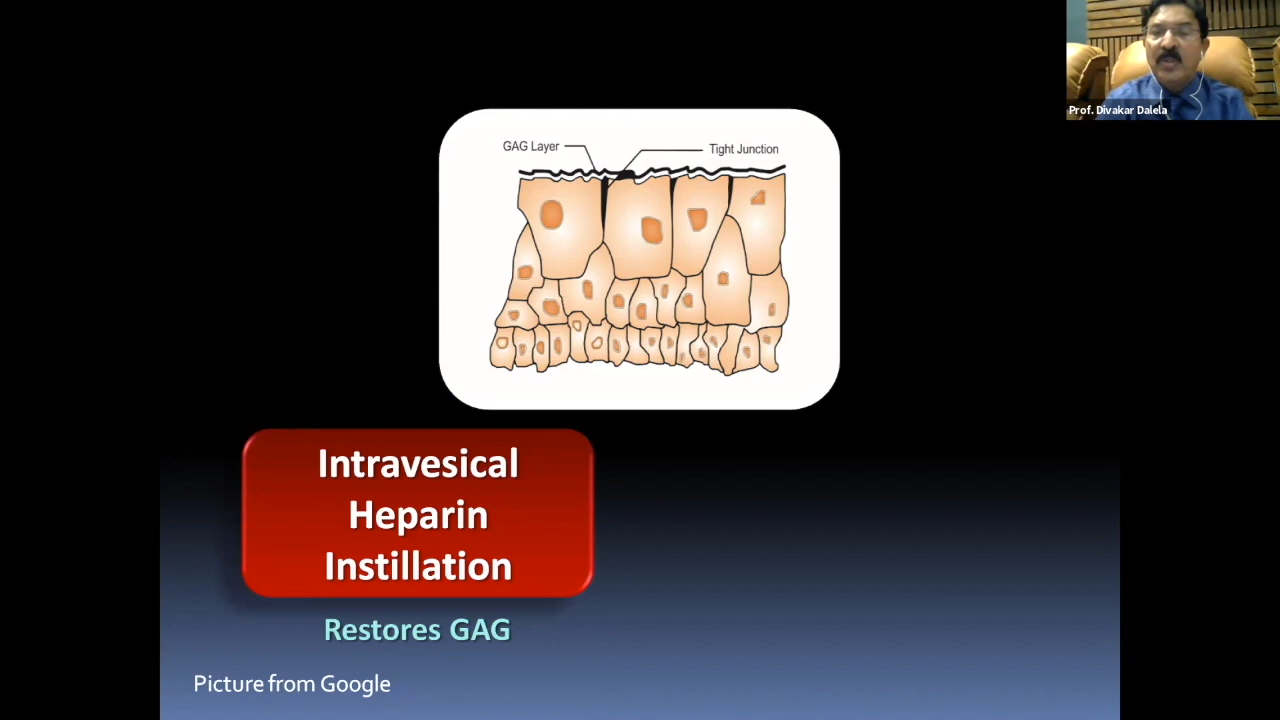 Prof. Divakar Dalela
GAG Layer
Tight Junction
Intravesical
Heparin
Instillation
Restores GAG
Picture from Google